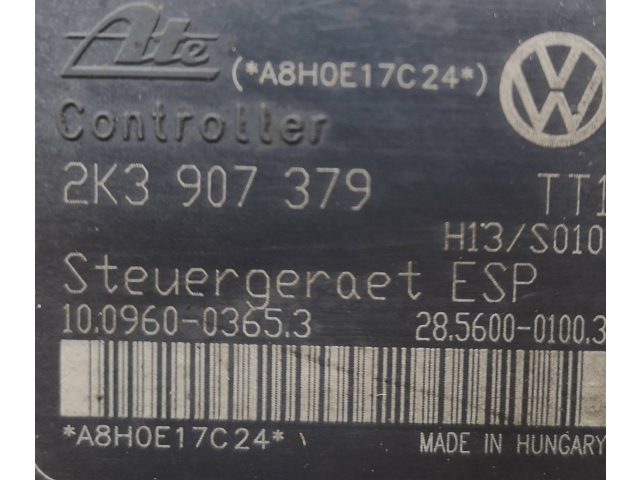 Ate (*A8H0E17C24*)
Controller
2K3 907 379 TT1
H13/S010
Steuergeraet ESP
10.0960-0365.3 28.5600-0100.3
*A8H0E17C24* MADE IN HUNGARY